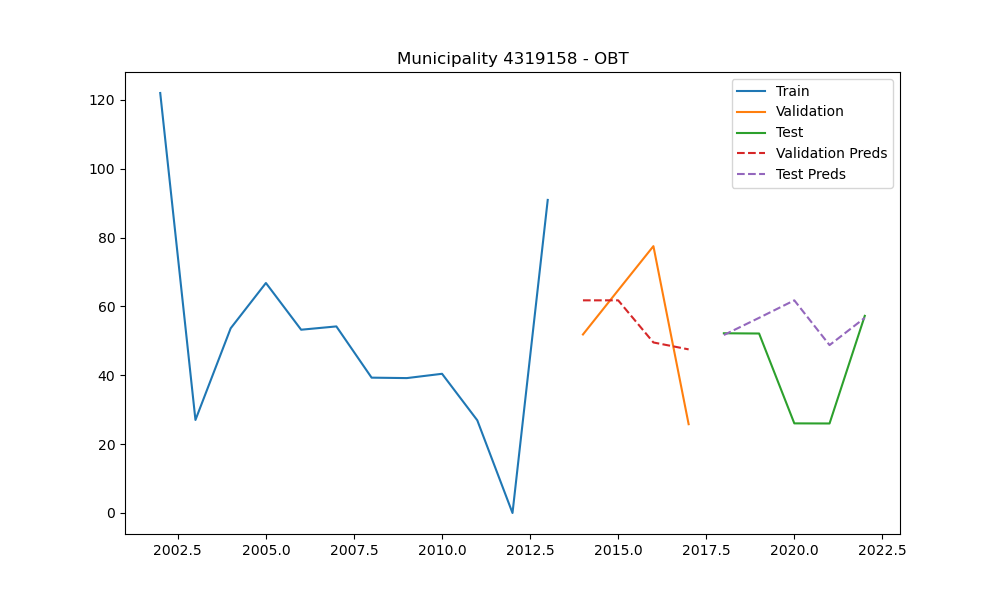 Municipality 4319158 - OBT
Train
Validation
Test
Validation Preds
Test Preds
120
100
80
60
40
20
0
2002.5 2005.0 2007.5 2010.0 2012.5 2015.0 2017.5 2020.0 2022.5